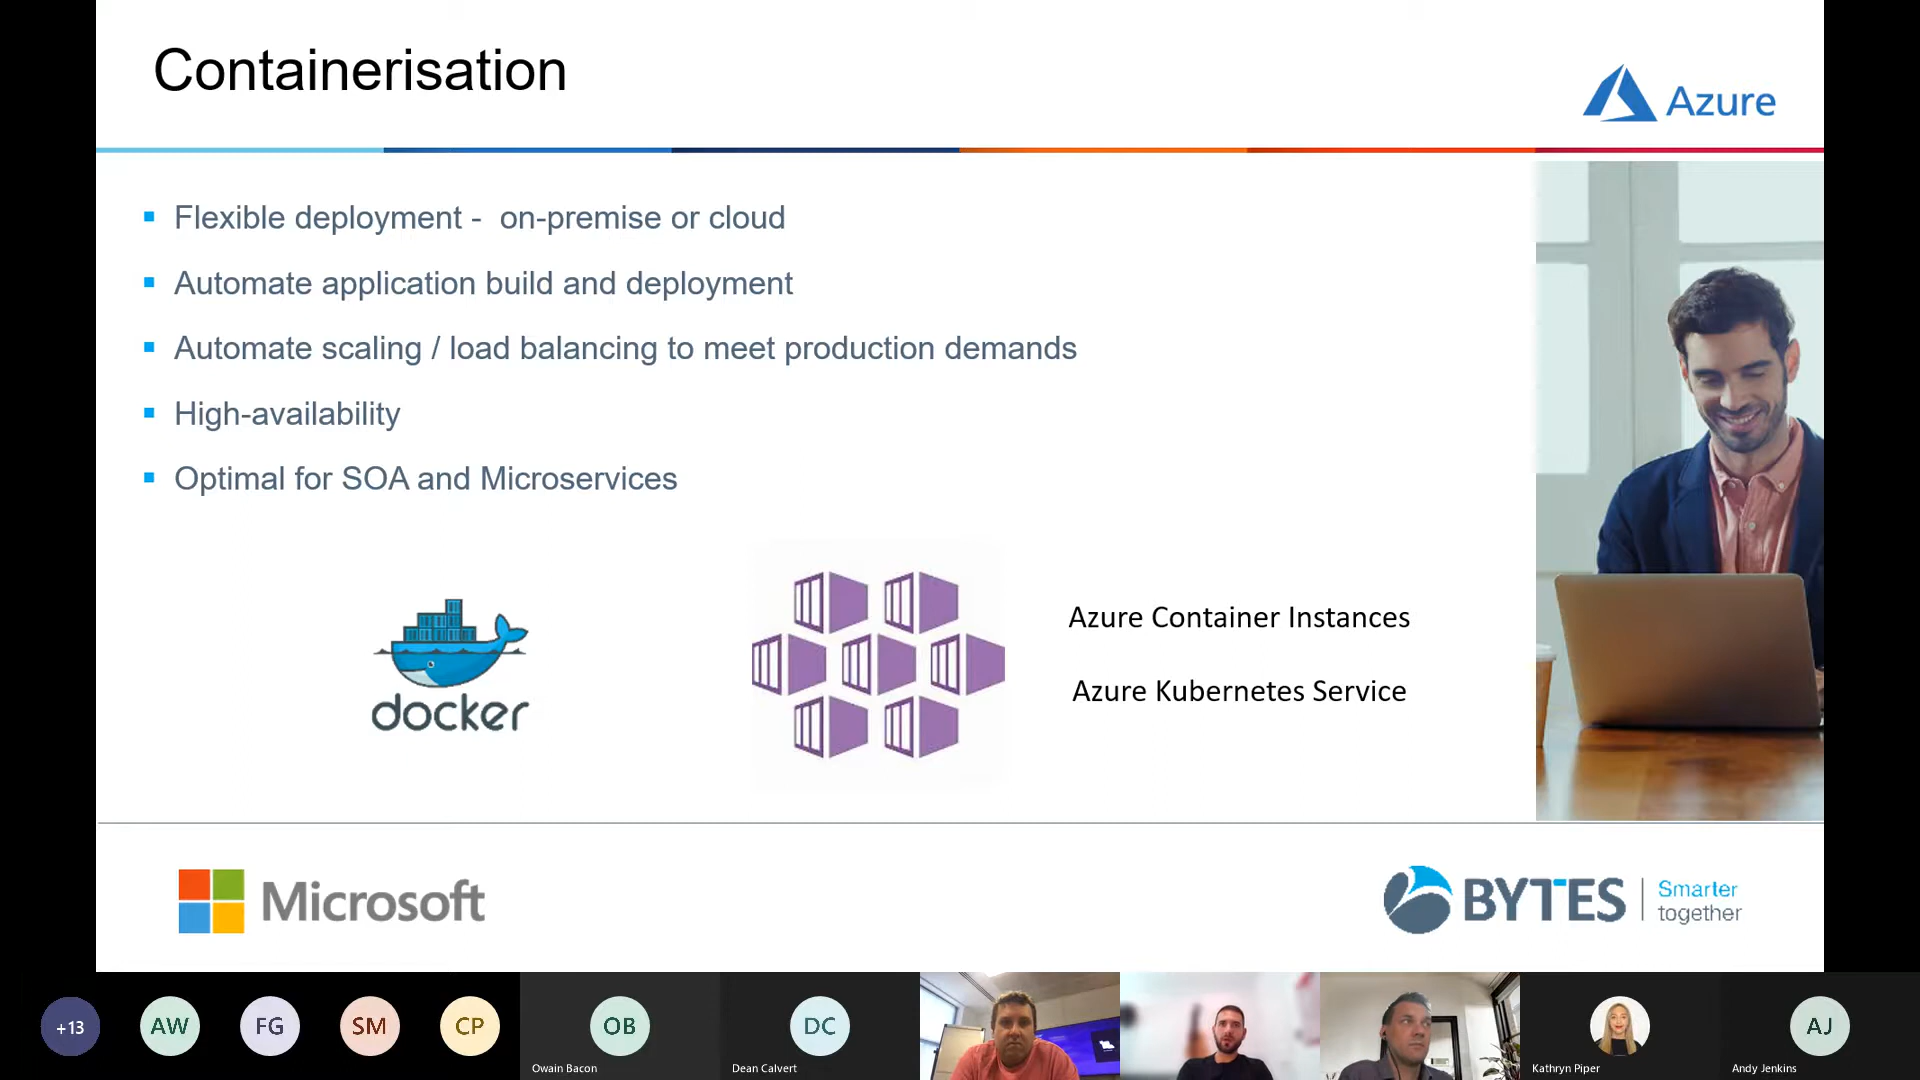 Containerisation
Azure
Flexible deployment -  on-premise or cloud
Automate application build and deployment
Automate scaling / load balancing to meet production demands
High-availability
Optimal for SOA and Microservices
docker
Azure Container Instances
Azure Kubernetes Service
Microsoft
BYTES
Smarter
together
+13
AW
FG
SM
CP
OB
Owain Bacon
DC
Dean Calvert
Kathryn Piper
AJ
Andy Jenkins